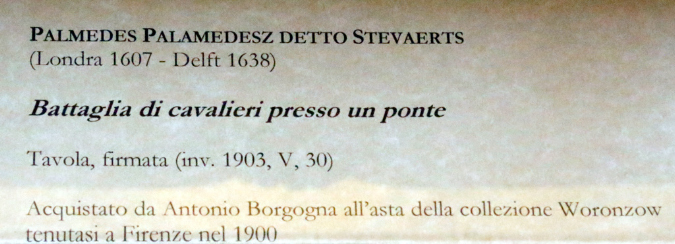 PALMEDES PALAMEDESZ DETTO STEVAERTS
(Londra 1607 - Delft 1638)
Battaglia di cavalieri presso un ponte
Tavola, firmata (inv. 1903, V, 30)
Acquistato da Antonio Borgogna all'asta della collezione Woronzow
tenutasi a Firenze nel 1900